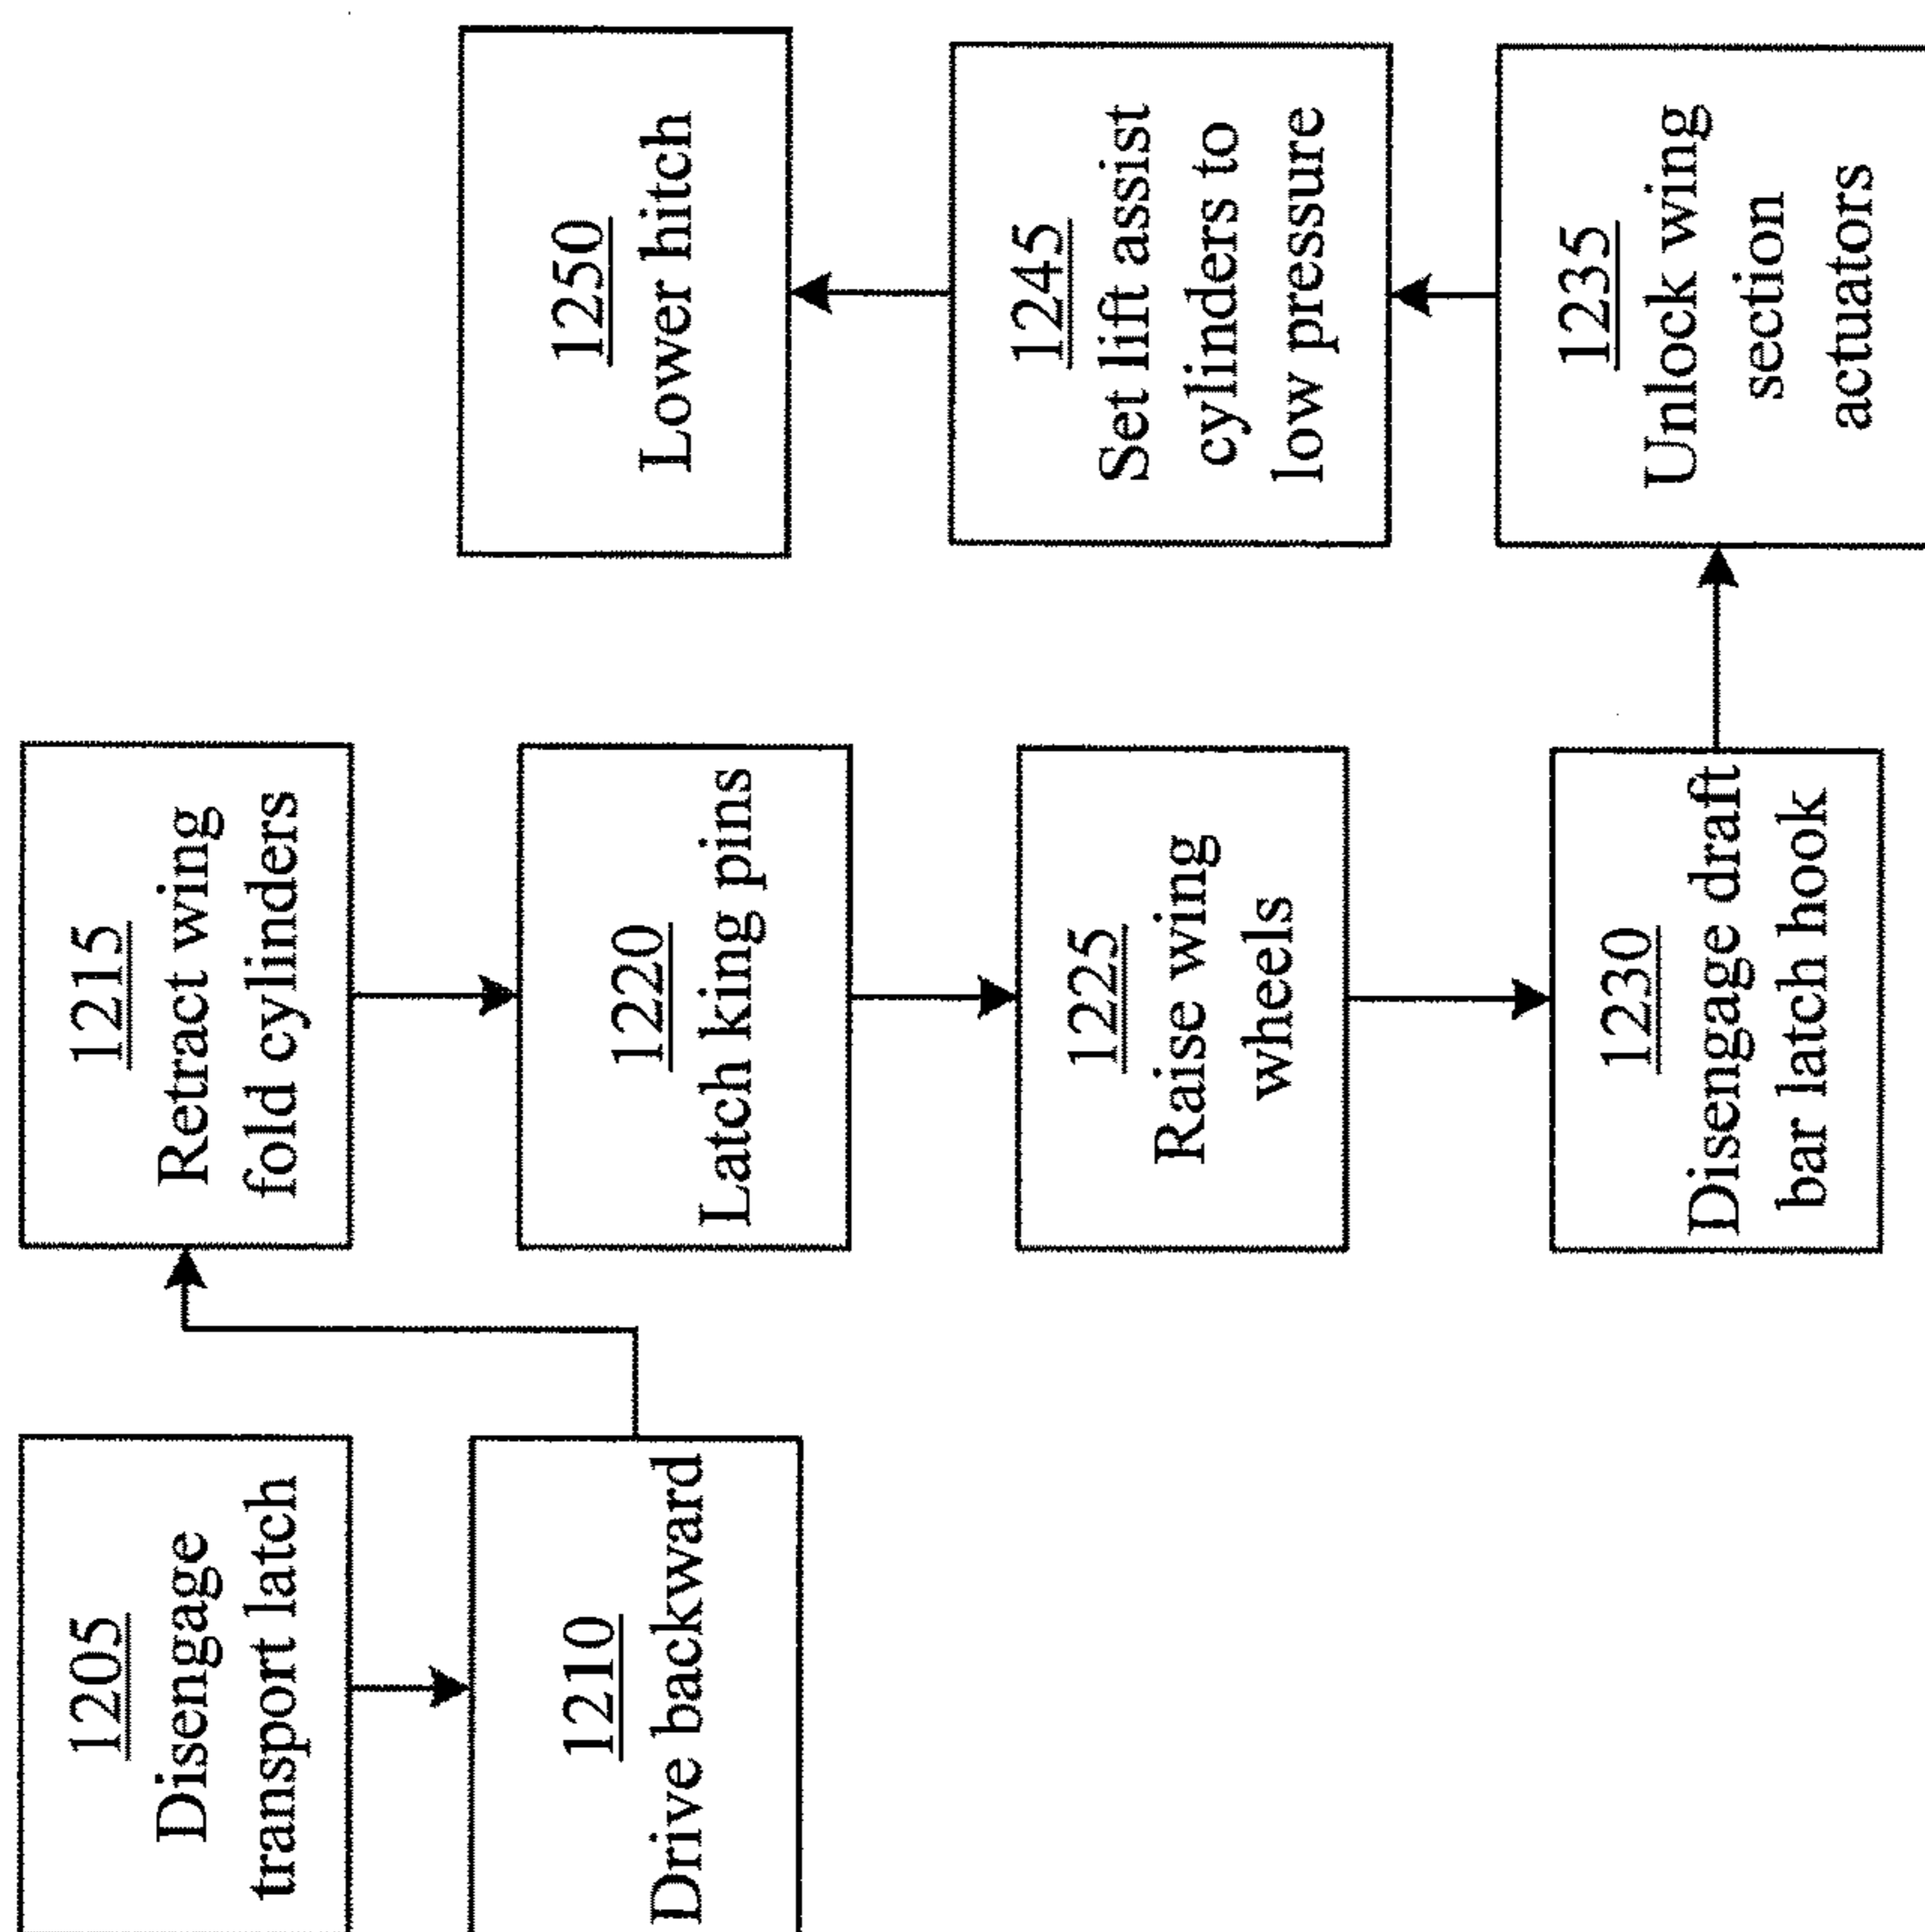 1205
Disengage
transport latch
1210
Drive backward
1215
Retract wing
fold cylinders
1220
Latch king pins
1225
Raise wing
wheels
1230
Disengage draft
bar latch hook
1235
Unlock wing
section
actuators
1245
Set lift assist
cylinders to
low pressure
1250
Lower hitch